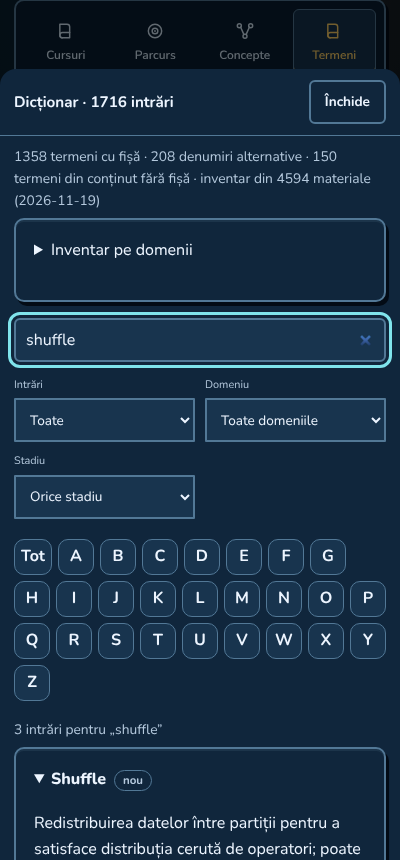 Cursuri Parcurs Concepte Termeni
Dicționar · 1716 intrări Închide
1358 termeni cu fișă · 208 denumiri alternative · 150
termeni din conținut fără fișă · inventar din 4594 materiale
(2026-11-19)
Inventar pe domenii
shuffle
Intrări Domeniu
Toate Toate domeniile
Stadiu
Orice stadiu
Tot A B C D E F G
H I J K L M N O P
Q R S T U V W X Y
Z
3 intrări pentru „shuffle”
Shuffle nou
Redistribuirea datelor între partiții pentru a
satisface distribuția cerută de operatori; poate